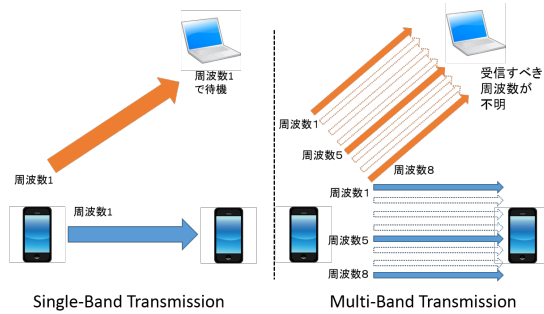 周波数1
で待機
周波数1
周波数1
Single-Band Transmission
受信すべき
周波数が
不明
周波数1
周波数5
周波数8
周波数1
周波数5
周波数8
Multi-Band Transmission